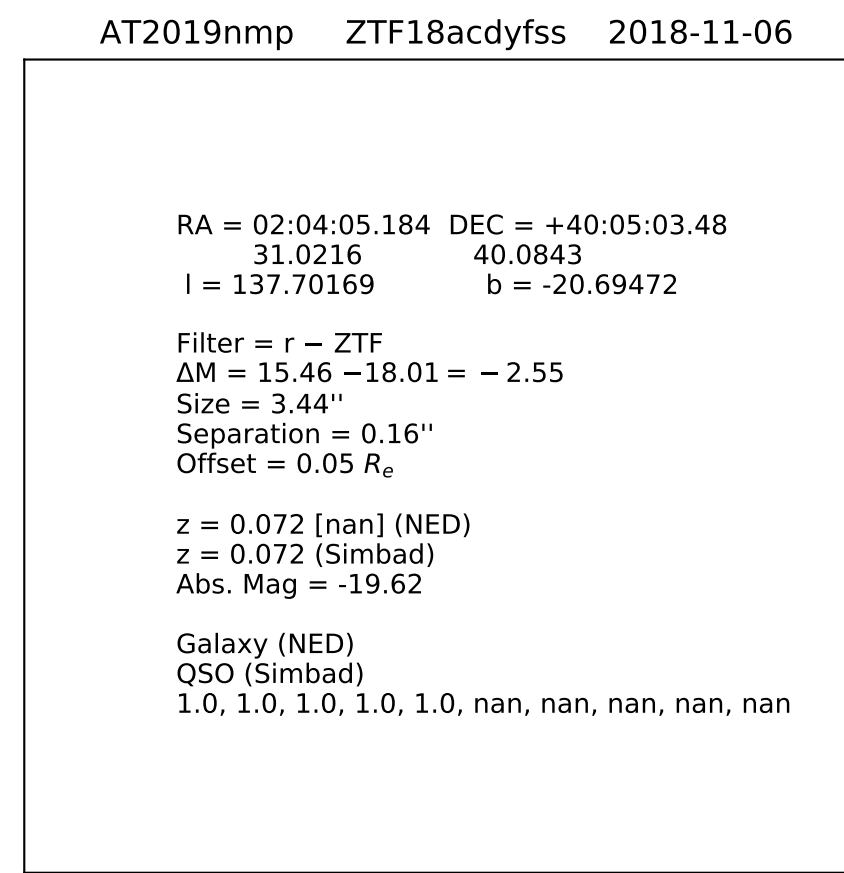 AT2019nmp ZTF18acdyfss 2018-11-06
RA = 02:04:05.184 DEC = +40:05:03.48
31.0216 40.0843
l = 137.70169 b = -20.69472
Filter = r − ZTF
ΔM = 15.46 −18.01 = − 2.55
Size = 3.44''
Separation = 0.16''
Offset = 0.05 Rₑ
z = 0.072 [nan] (NED)
z = 0.072 (Simbad)
Abs. Mag = -19.62
Galaxy (NED)
QSO (Simbad)
1.0, 1.0, 1.0, 1.0, 1.0, nan, nan, nan, nan, nan